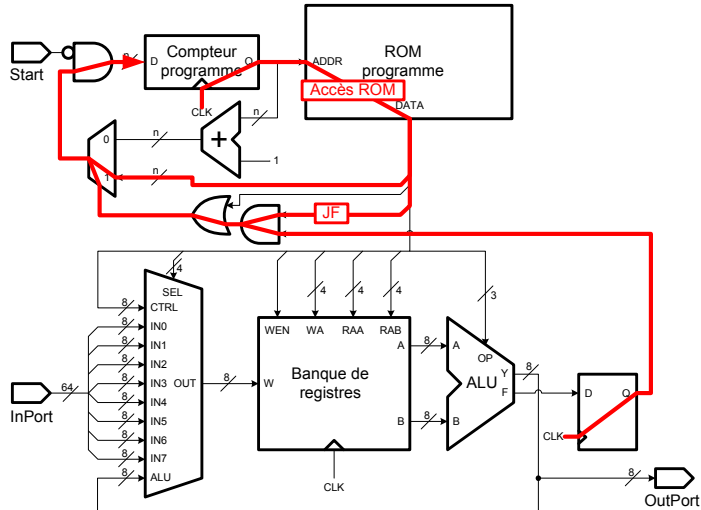 Start
8
D
Compteur
programme
Q
CLK
ADDR
ROM
programme
Accès ROM
DATA
n
n
0
1
n
+
1
JF
4
SEL
8
CTRL
8
IN0
8
IN1
8
IN2
8
IN3
8
IN4
8
IN5
8
IN6
8
IN7
8
ALU
OUT
InPort
64
8
W
4
4
4
WEN
WA
RAA
RAB
Banque de
registres
A
B
CLK
8
8
3
A
B
OP
ALU
Y
F
8
D
Q
CLK
8
OutPort